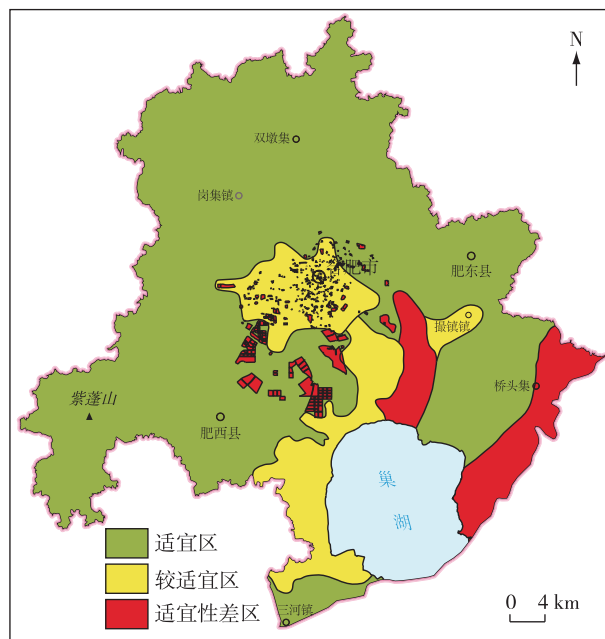 N
双墩集
岗集镇
合肥市
肥东县
撮镇镇
桥头集
紫蓬山
肥西县
巢
湖
适宜区
较适宜区
适宜性差区
三河镇
0 4 km